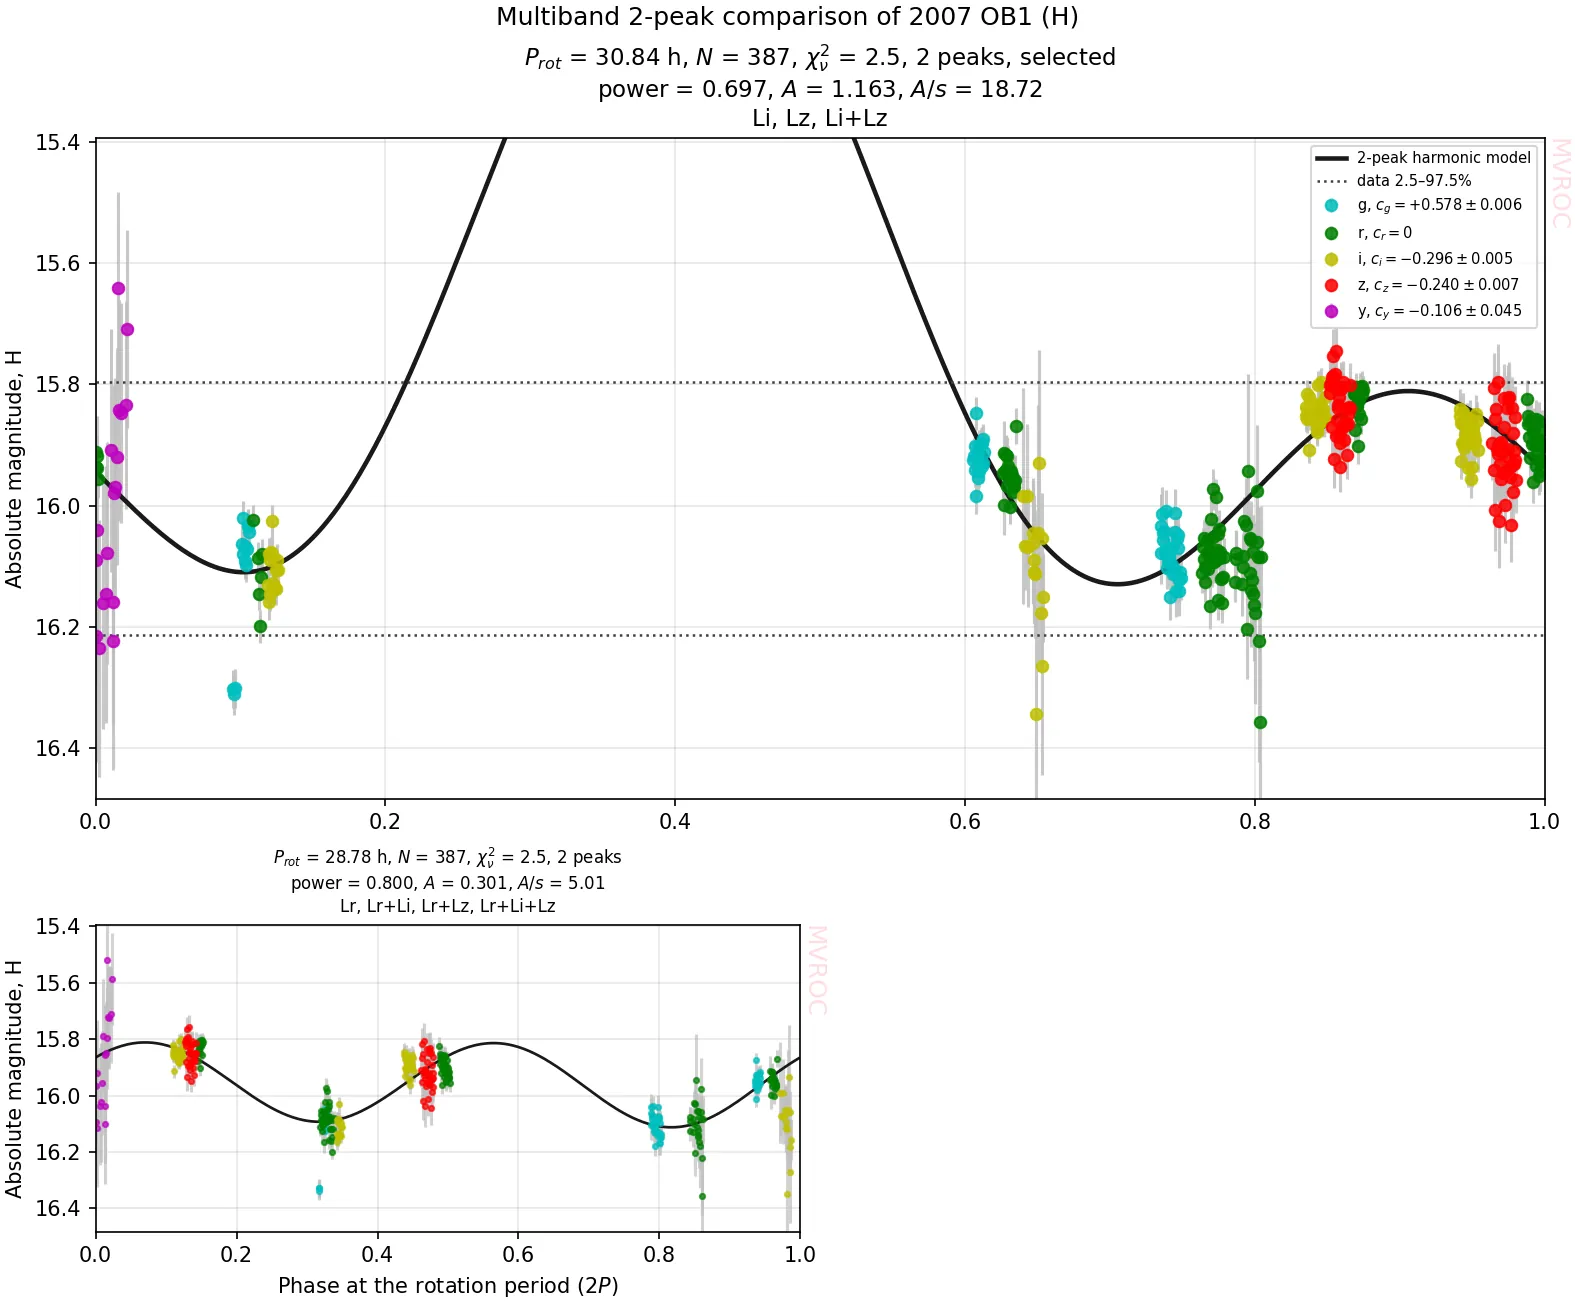 Multiband 2-peak comparison of 2007 OB1 (H)
P_rot = 30.84 h, N = 387, χ²_ν = 2.5, 2 peaks, selected
power = 0.697, A = 1.163, A/s = 18.72
Li, Lz, Li+Lz
MVROC
Absolute magnitude, H
15.4
15.6
15.8
16.0
16.2
16.4
2-peak harmonic model
data 2.5–97.5%
g, c_g = +0.578 ± 0.006
r, c_r = 0
i, c_i = −0.296 ± 0.005
z, c_z = −0.240 ± 0.007
y, c_y = −0.106 ± 0.045
0.0 0.2 0.4 0.6 0.8 1.0
P_rot = 28.78 h, N = 387, χ²_ν = 2.5, 2 peaks
power = 0.800, A = 0.301, A/s = 5.01
Lr, Lr+Li, Lr+Lz, Lr+Li+Lz
MVROC
Absolute magnitude, H
15.4
15.6
15.8
16.0
16.2
16.4
0.0 0.2 0.4 0.6 0.8 1.0
Phase at the rotation period (2P)